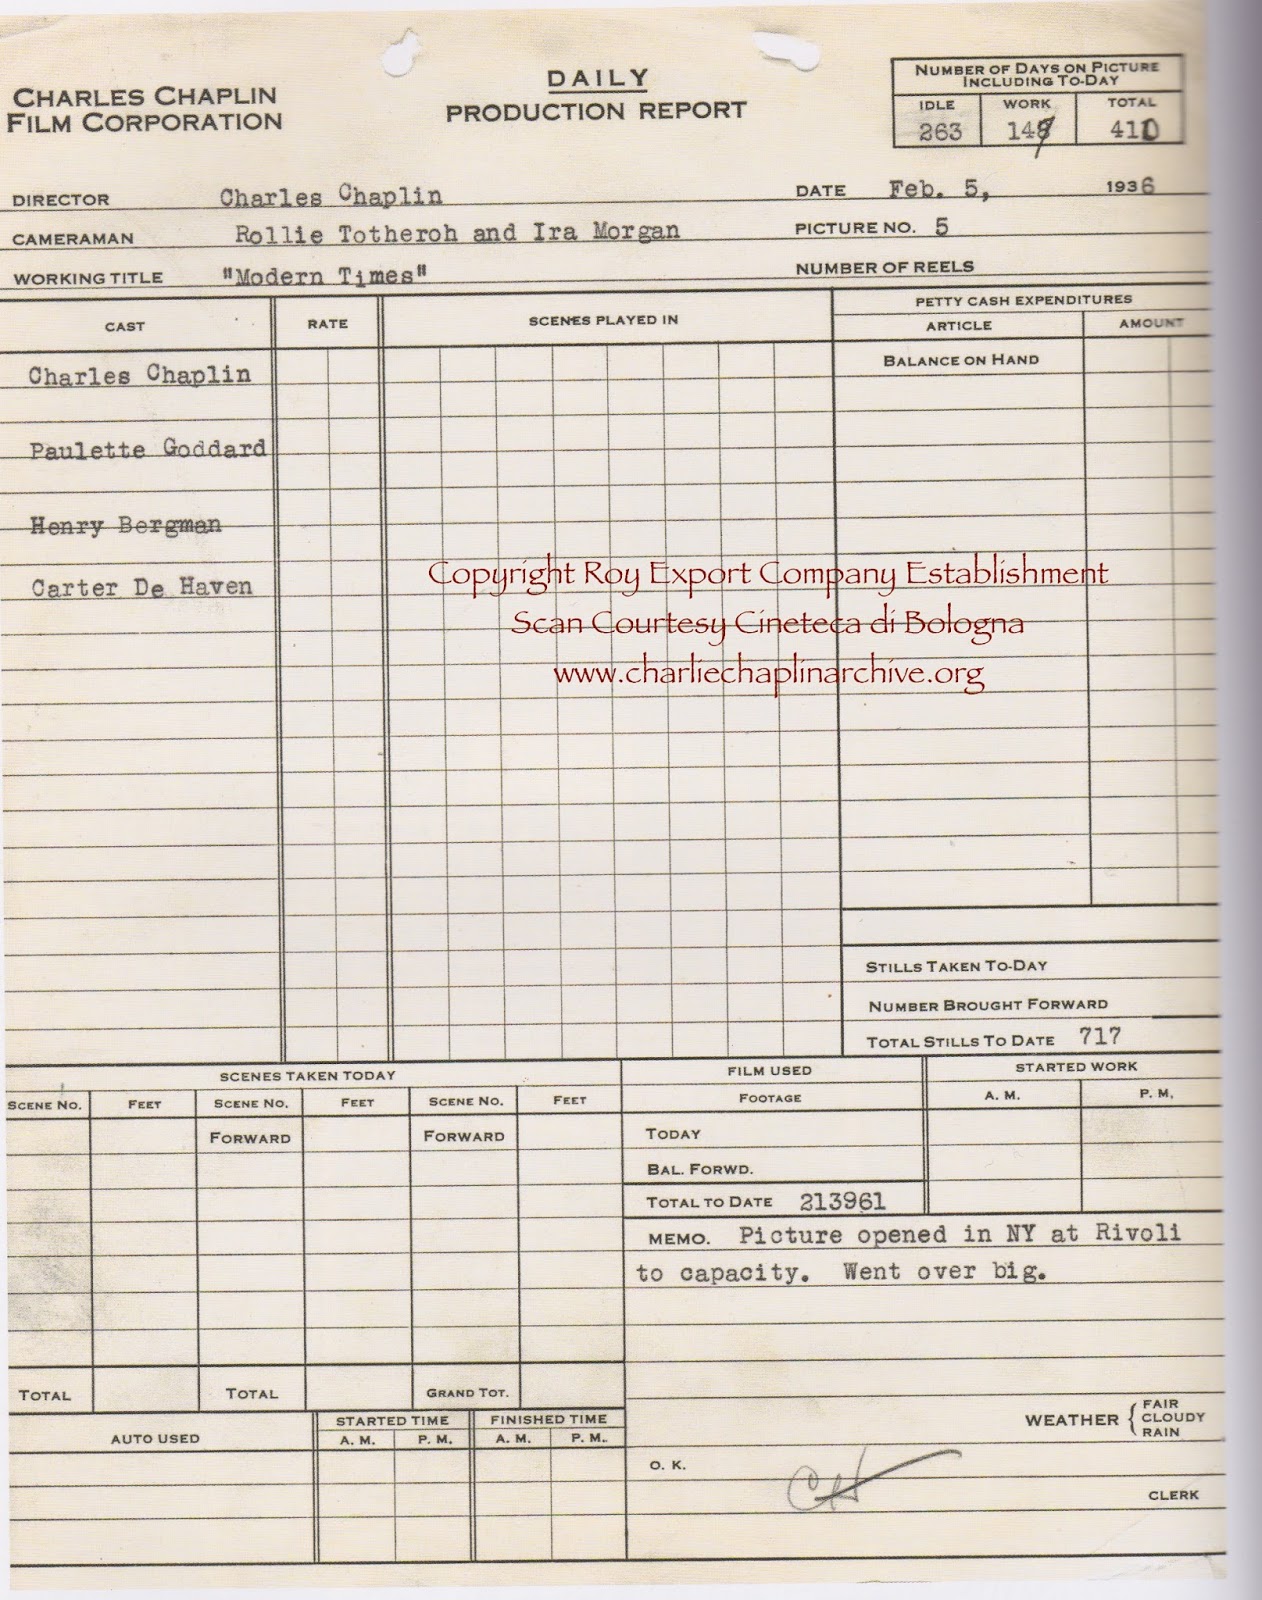 CHARLES CHAPLIN
FILM CORPORATION
DAILY
PRODUCTION REPORT
NUMBER OF DAYS ON PICTURE
INCLUDING TO-DAY
IDLE WORK TOTAL
263 149 410
DIRECTOR Charles Chaplin
DATE Feb. 5, 1936
CAMERAMAN Rollie Totheroh and Ira Morgan
PICTURE NO. 5
WORKING TITLE "Modern Times"
NUMBER OF REELS
CAST RATE SCENES PLAYED IN
PETTY CASH EXPENDITURES
ARTICLE AMOUNT
BALANCE ON HAND
Charles Chaplin
Paulette Goddard
Henry Bergman
Carter De Haven
Copyright Roy Export Company Establishment
Scan Courtesy Cineteca di Bologna
www.charliechaplinarchive.org
STILLS TAKEN TO-DAY
NUMBER BROUGHT FORWARD
TOTAL STILLS TO DATE 717
SCENES TAKEN TODAY
SCENE NO. FEET SCENE NO. FEET SCENE NO. FEET
FORWARD FORWARD
TOTAL TOTAL GRAND TOT.
FILM USED
FOOTAGE
TODAY
BAL. FORWD.
TOTAL TO DATE 213961
STARTED WORK
A. M. P. M.
MEMO. Picture opened in NY at Rivoli
to capacity. Went over big.
AUTO USED
STARTED TIME FINISHED TIME
A. M. P. M. A. M. P. M.
WEATHER { FAIR
CLOUDY
RAIN
O. K.
CLERK